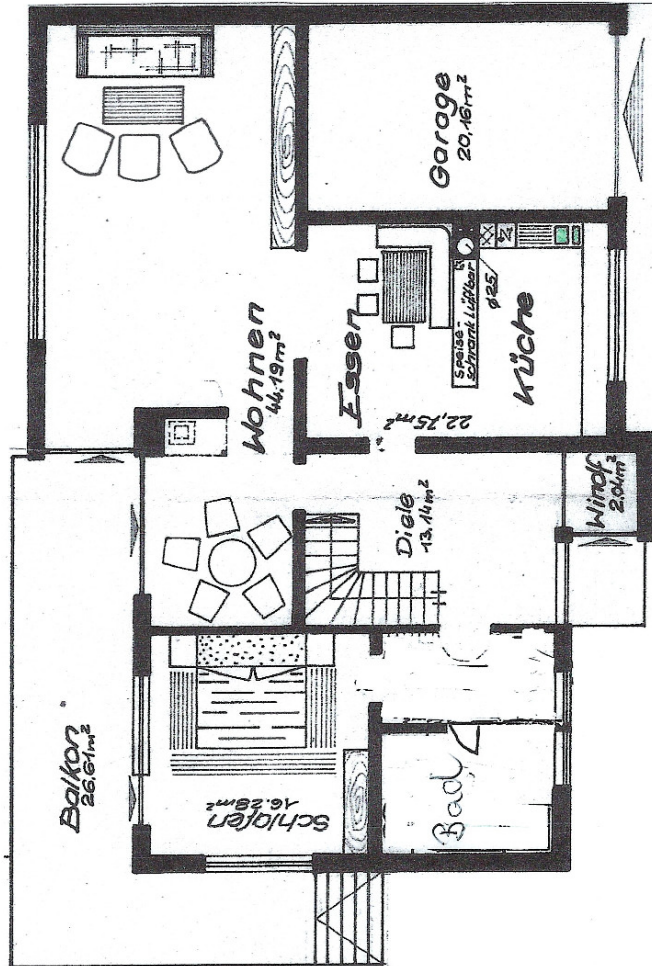 Garage
20,16m²
Wohnen
44.19m²
Essen
Speise-
schrank Lüftbar
ø25
Küche
22,75m²
Diele
13.14m²
Windf
2.04m²
Balkon
26,61m²
Schlafen
16.28m²
Bad